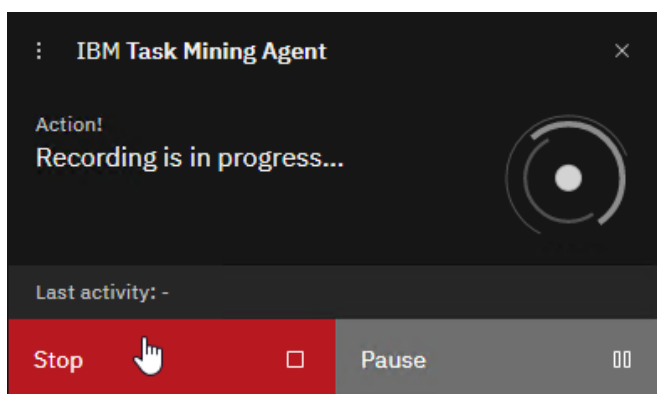 IBM Task Mining Agent
Action!
Recording is in progress...
Last activity: -
Stop
Pause